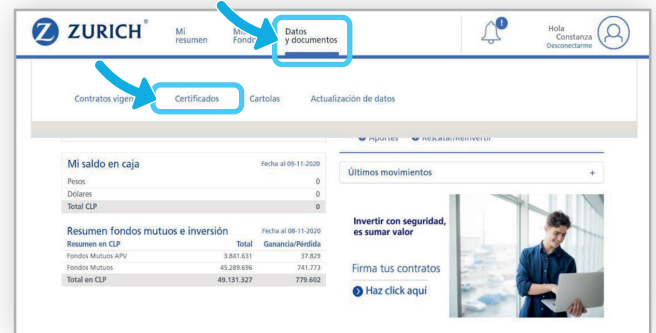 ZURICH®
Mi
resumen
Datos
y documentos
Hola
Constanza
Desconectarme
Contratos
Certificados
Cartolas
Actualización de datos
Aportes
Rescatar/Reinvertir
Mi saldo en caja
Fecha al 09-11-2020
Pesos 0
Dólares 0
Total CLP 0
Resumen fondos mutuos e inversión
Fecha al 08-11-2020
Resumen en CLP Total Ganancia/Pérdida
Fondos Mutuos APV 3.841.631 37.829
Fondos Mutuos 45.289.696 741.773
Total en CLP 49.131.327 779.602
Últimos movimientos +
Invertir con seguridad,
es sumar valor
Firma tus contratos
Haz click aquí